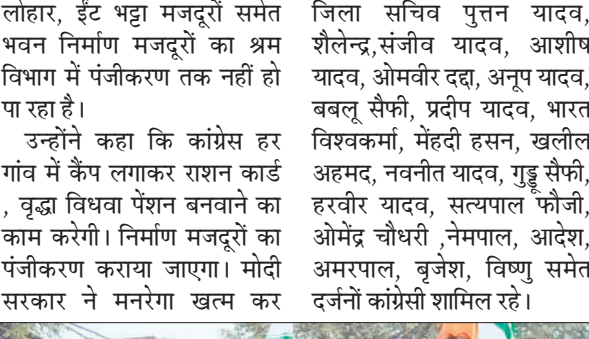 लोहार, ईंट भट्टा मजदूरों समेत
भवन निर्माण मजदूरों का श्रम
विभाग में पंजीकरण तक नहीं हो
पा रहा है।
उन्होंने कहा कि कांग्रेस हर
गांव में कैंप लगाकर राशन कार्ड
, वृद्धा विधवा पेंशन बनवाने का
काम करेगी। निर्माण मजदूरों का
पंजीकरण कराया जाएगा। मोदी
सरकार ने मनरेगा खत्म कर
जिला सचिव पुत्तन यादव,
शैलेन्द्र,संजीव यादव, आशीष
यादव, ओमवीर दद्दा, अनूप यादव,
बबलू सैफी, प्रदीप यादव, भारत
विश्वकर्मा, मेंहदी हसन, खलील
अहमद, नवनीत यादव, गुड्डू सैफी,
हरवीर यादव, सत्यपाल फौजी,
ओमेंद्र चौधरी ,नेमपाल, आदेश,
अमरपाल, बृजेश, विष्णु समेत
दर्जनों कांग्रेसी शामिल रहे।